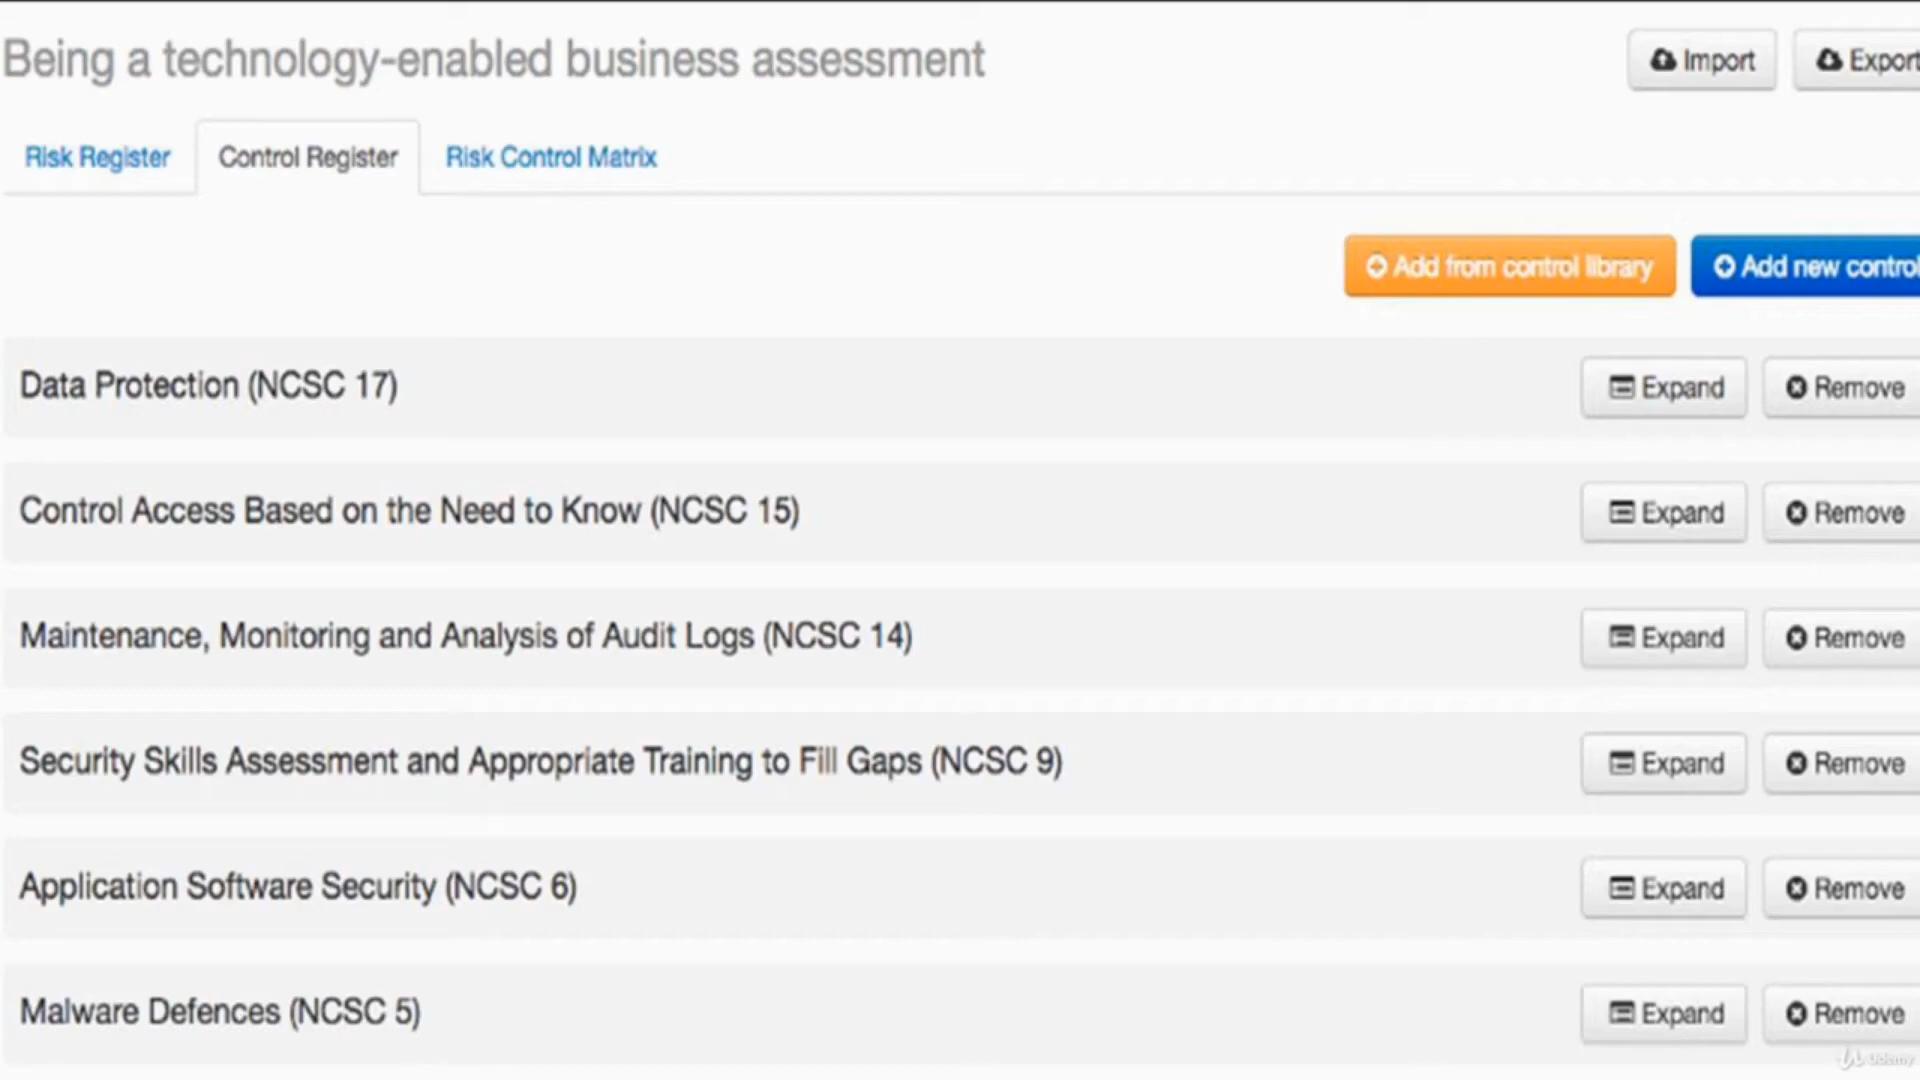 Being a technology-enabled business assessment
Import
Export
Risk Register
Control Register
Risk Control Matrix
Add from control library
Add new control
Data Protection (NCSC 17)
Expand
Remove
Control Access Based on the Need to Know (NCSC 15)
Expand
Remove
Maintenance, Monitoring and Analysis of Audit Logs (NCSC 14)
Expand
Remove
Security Skills Assessment and Appropriate Training to Fill Gaps (NCSC 9)
Expand
Remove
Application Software Security (NCSC 6)
Expand
Remove
Malware Defences (NCSC 5)
Expand
Remove
Udemy